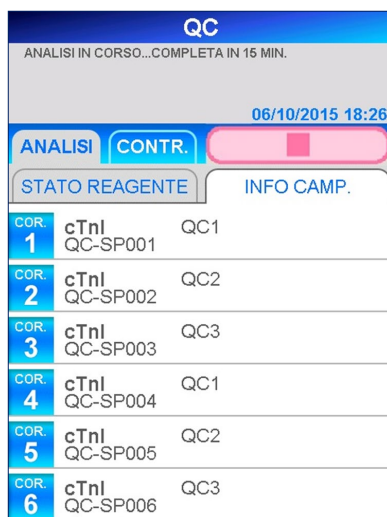 QC
ANALISI IN CORSO...COMPLETA IN 15 MIN.
06/10/2015 18:26
ANALISI CONTR.
STATO REAGENTE INFO CAMP.
COR. 1 cTnI QC1
QC-SP001
COR. 2 cTnI QC2
QC-SP002
COR. 3 cTnI QC3
QC-SP003
COR. 4 cTnI QC1
QC-SP004
COR. 5 cTnI QC2
QC-SP005
COR. 6 cTnI QC3
QC-SP006